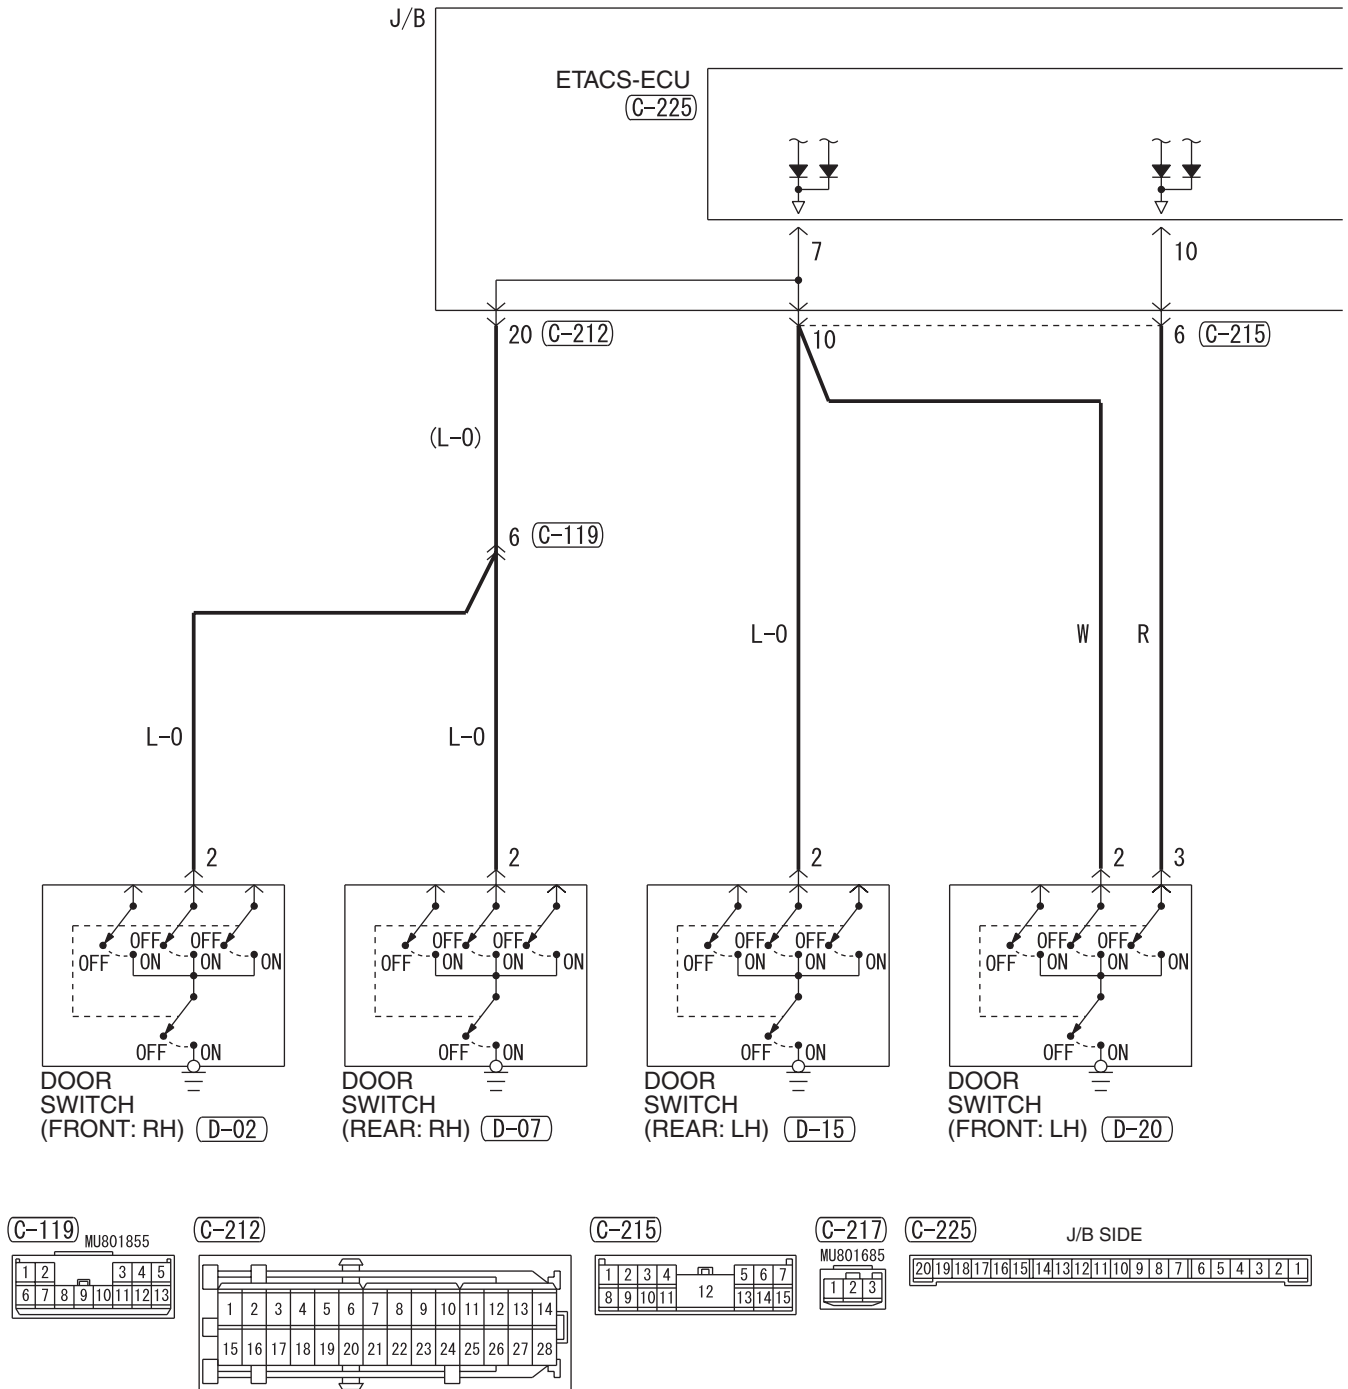 J/B
ETACS-ECU
C-225
7
10
20 C-212
10
6 C-215
(L-O)
6 C-119
L-O
W
R
L-O
L-O
2
2
2
2
3
OFF OFF OFF ON ON ON
OFF ON
OFF OFF OFF ON ON ON
OFF ON
OFF OFF OFF ON ON ON
OFF ON
OFF OFF OFF ON ON ON
OFF ON
DOOR
SWITCH
(FRONT: RH) D-02
DOOR
SWITCH
(REAR: RH) D-07
DOOR
SWITCH
(REAR: LH) D-15
DOOR
SWITCH
(FRONT: LH) D-20
C-119
MU801855
1 2 3 4 5
6 7 8 9 10 11 12 13
C-212
1 2 3 4 5 6 7 8 9 10 11 12 13 14
15 16 17 18 19 20 21 22 23 24 25 26 27 28
C-215
1 2 3 4 5 6 7
8 9 10 11 12 13 14 15
C-217
MU801685
1 2 3
C-225
J/B SIDE
20 19 18 17 16 15 14 13 12 11 10 9 8 7 6 5 4 3 2 1